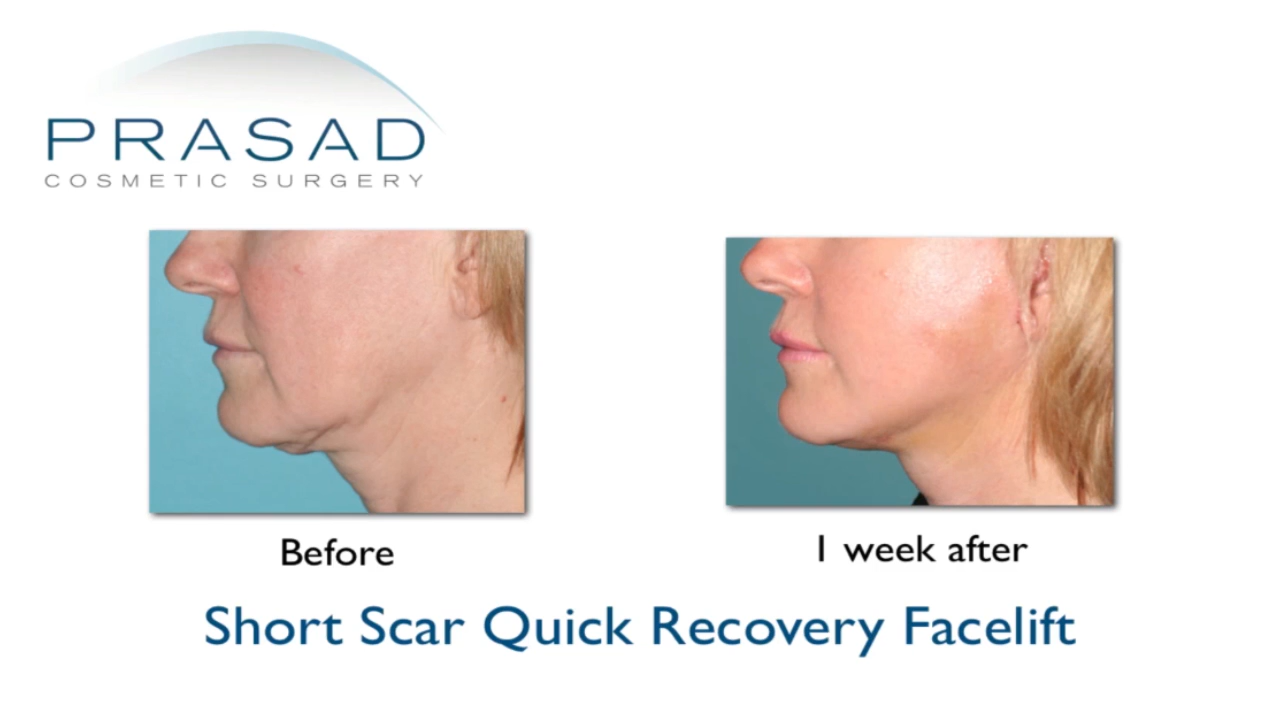 PRASAD
COSMETIC SURGERY
Before
1 week after
Short Scar Quick Recovery Facelift